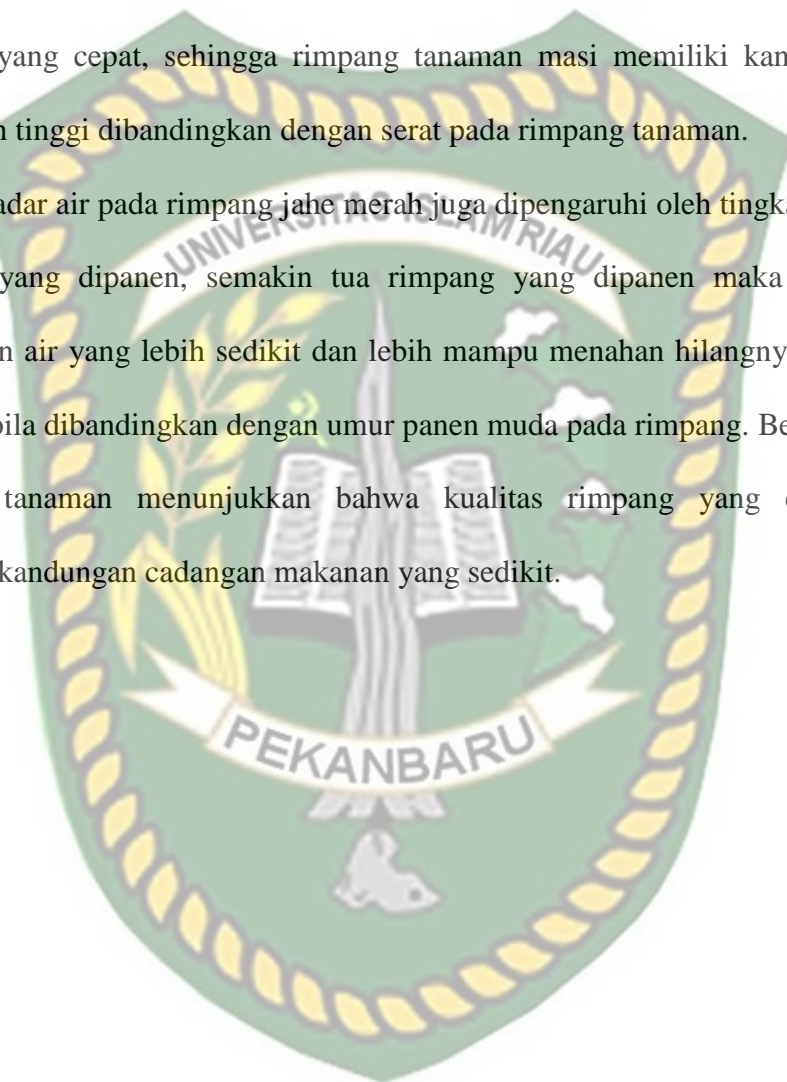 yang cepat, sehingga rimpang tanaman masi memiliki kan
tinggi dibandingkan dengan serat pada rimpang tanaman.
adar air pada rimpang jahe merah juga dipengaruhi oleh tingka
UNIVERSITAS ISLAM RIAU
yang dipanen, semakin tua rimpang yang dipanen maka
n air yang lebih sedikit dan lebih mampu menahan hilangny
bila dibandingkan dengan umur panen muda pada rimpang. Be
tanaman menunjukkan bahwa kualitas rimpang yang
kandungan cadangan makanan yang sedikit.
PEKANBARU